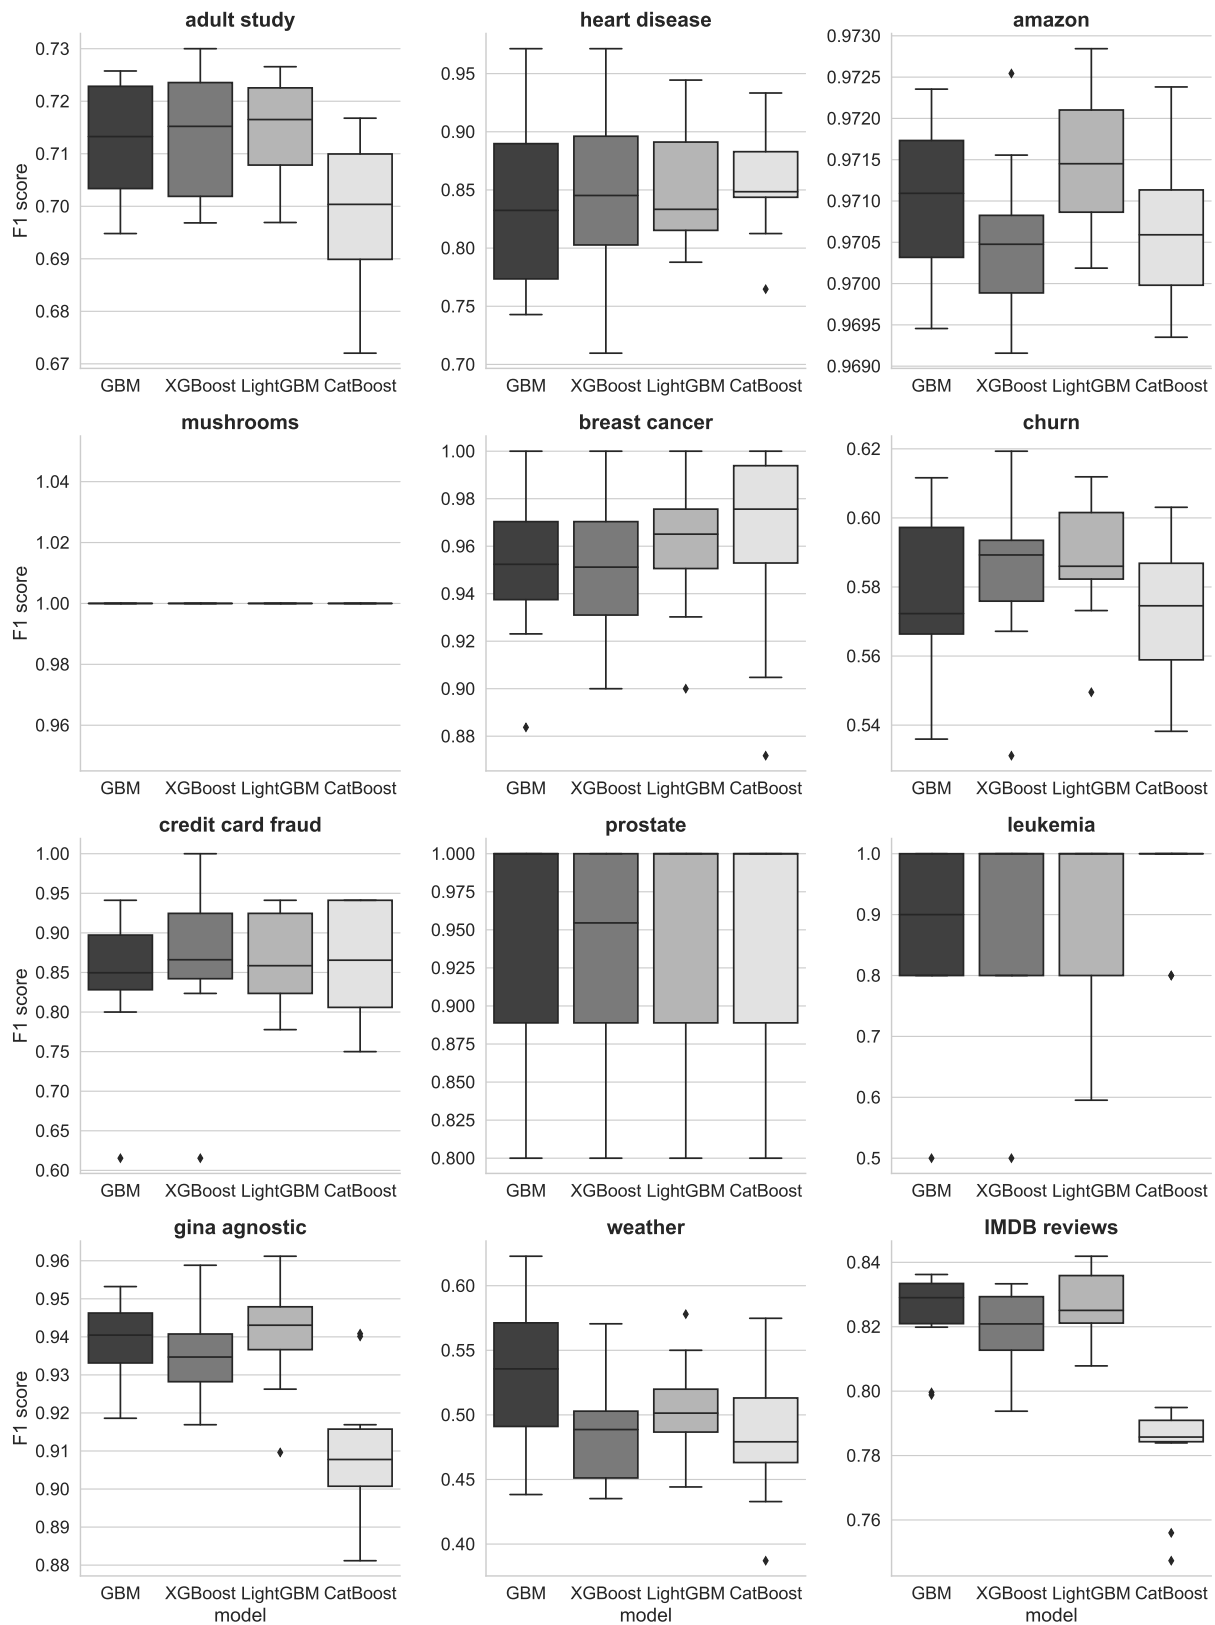 adult study
heart disease
amazon
0.73
0.72
0.71
0.70
0.69
0.68
0.67
F1 score
GBM XGBoost LightGBM CatBoost
0.95
0.90
0.85
0.80
0.75
0.70
GBM XGBoost LightGBM CatBoost
0.9730
0.9725
0.9720
0.9715
0.9710
0.9705
0.9700
0.9695
0.9690
GBM XGBoost LightGBM CatBoost
mushrooms
breast cancer
churn
1.04
1.02
1.00
0.98
0.96
F1 score
GBM XGBoost LightGBM CatBoost
1.00
0.98
0.96
0.94
0.92
0.90
0.88
GBM XGBoost LightGBM CatBoost
0.62
0.60
0.58
0.56
0.54
GBM XGBoost LightGBM CatBoost
credit card fraud
prostate
leukemia
1.00
0.95
0.90
0.85
0.80
0.75
0.70
0.65
0.60
F1 score
GBM XGBoost LightGBM CatBoost
1.000
0.975
0.950
0.925
0.900
0.875
0.850
0.825
0.800
GBM XGBoost LightGBM CatBoost
1.0
0.9
0.8
0.7
0.6
0.5
GBM XGBoost LightGBM CatBoost
gina agnostic
weather
IMDB reviews
0.96
0.95
0.94
0.93
0.92
0.91
0.90
0.89
0.88
F1 score
GBM XGBoost LightGBM CatBoost
model
0.60
0.55
0.50
0.45
0.40
GBM XGBoost LightGBM CatBoost
model
0.84
0.82
0.80
0.78
0.76
GBM XGBoost LightGBM CatBoost
model